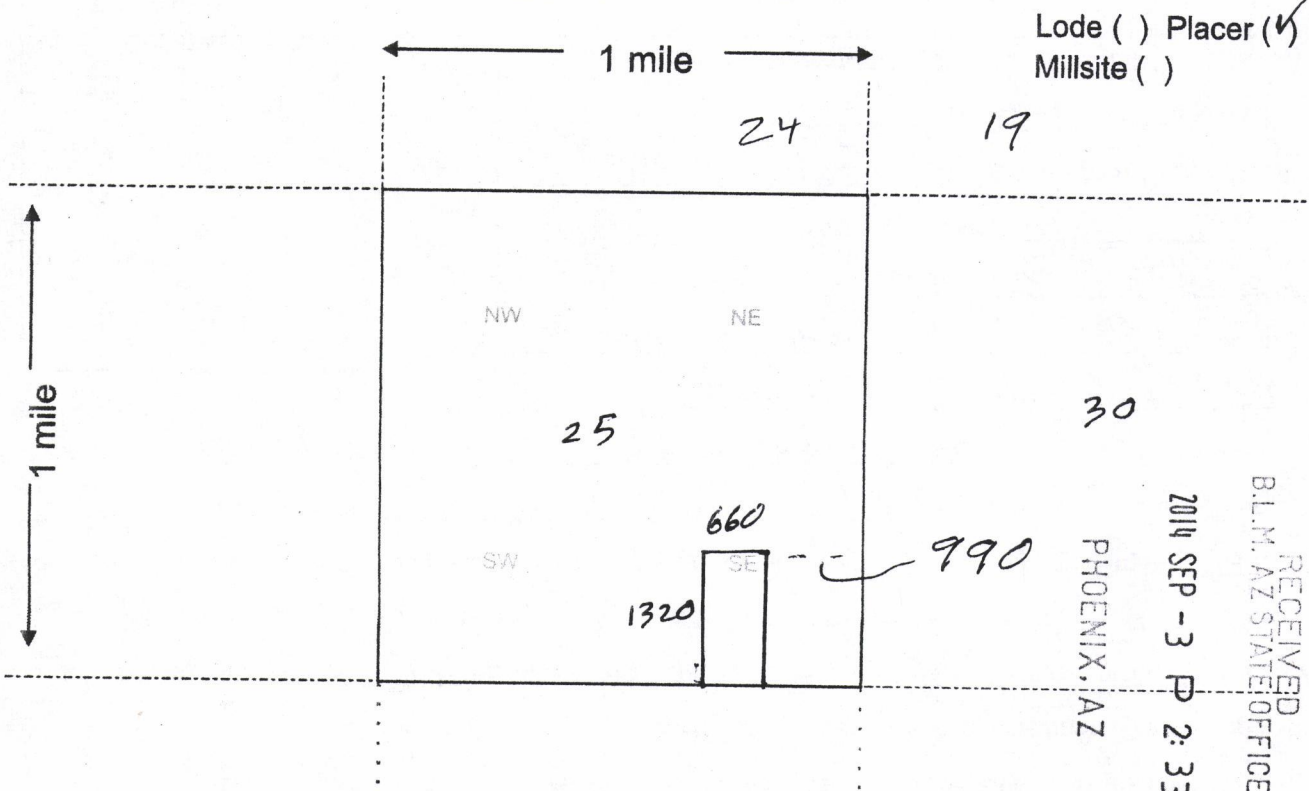 Lode ( ) Placer (✓)
Millsite ( )
1 mile
24
19
1 mile
NW
NE
25
30
660
SW
SE
990
1320
RECEIVED
B.L.M. AZ STATE OFFICE
2014 SEP -3 P 2:33
PHOENIX, AZ